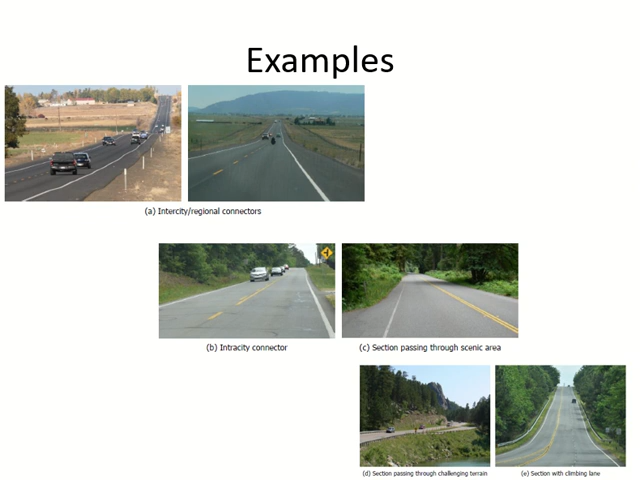 Examples
(a) Intercity/regional connectors
(b) Intracity connector
(c) Section passing through scenic area
(d) Section passing through challenging terrain
(e) Section with climbing lane